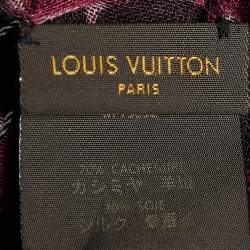 LOUIS VUITTON
PARIS
70% CACHEMIRE
カシミヤ
30% SOIE
シルク